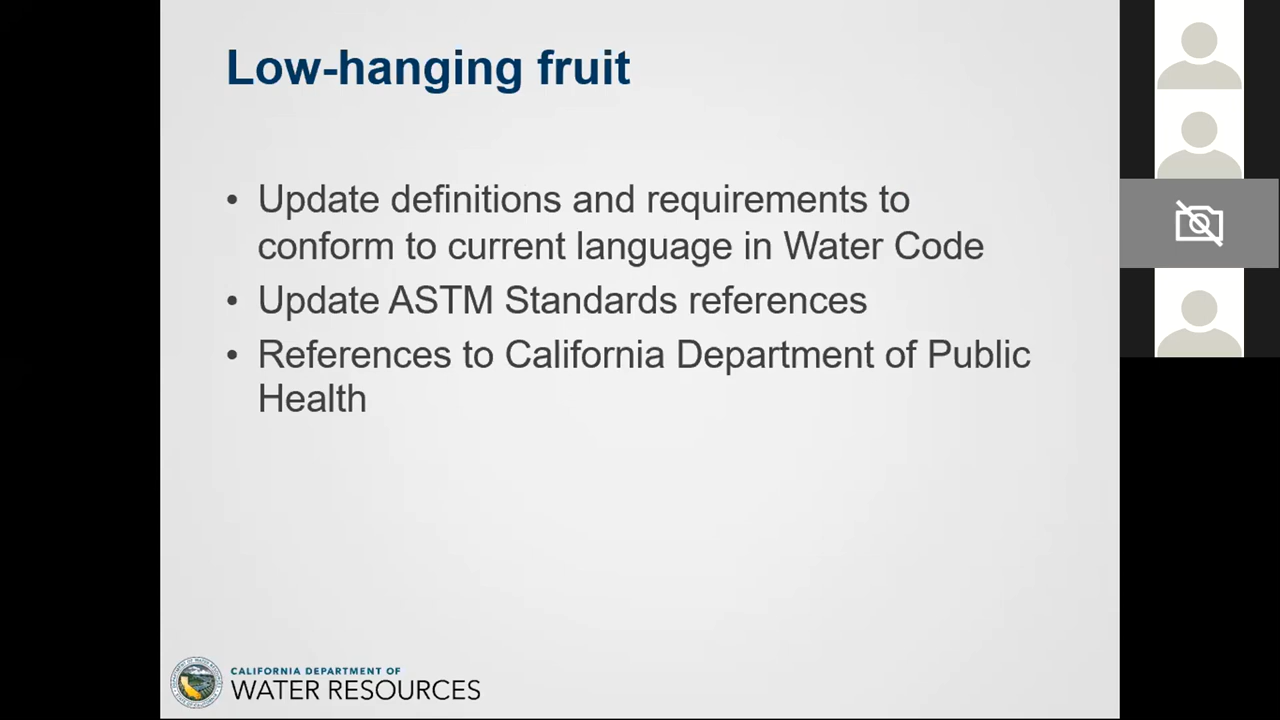 Low-hanging fruit
• Update definitions and requirements to
conform to current language in Water Code
• Update ASTM Standards references
• References to California Department of Public
Health
CALIFORNIA DEPARTMENT OF
WATER RESOURCES